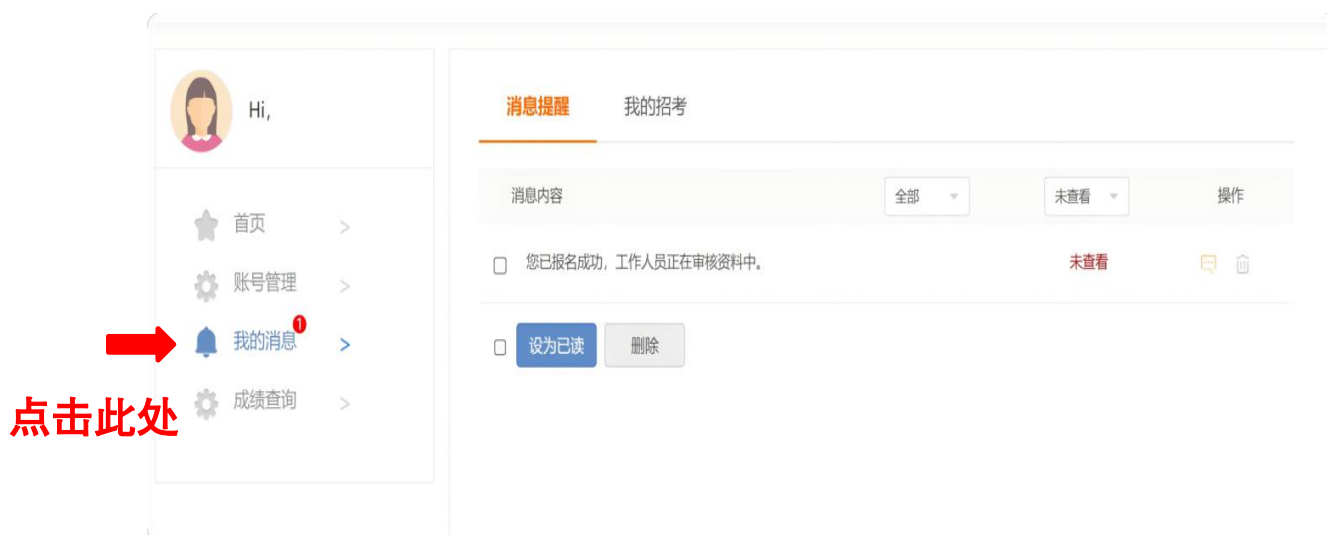 Hi,
消息提醒 我的招考
消息内容 全部 未查看 操作
首页 >
您已报名成功，工作人员正在审核资料中。 未查看
账号管理 >
我的消息 1 >
设为已读 删除
成绩查询 >
点击此处